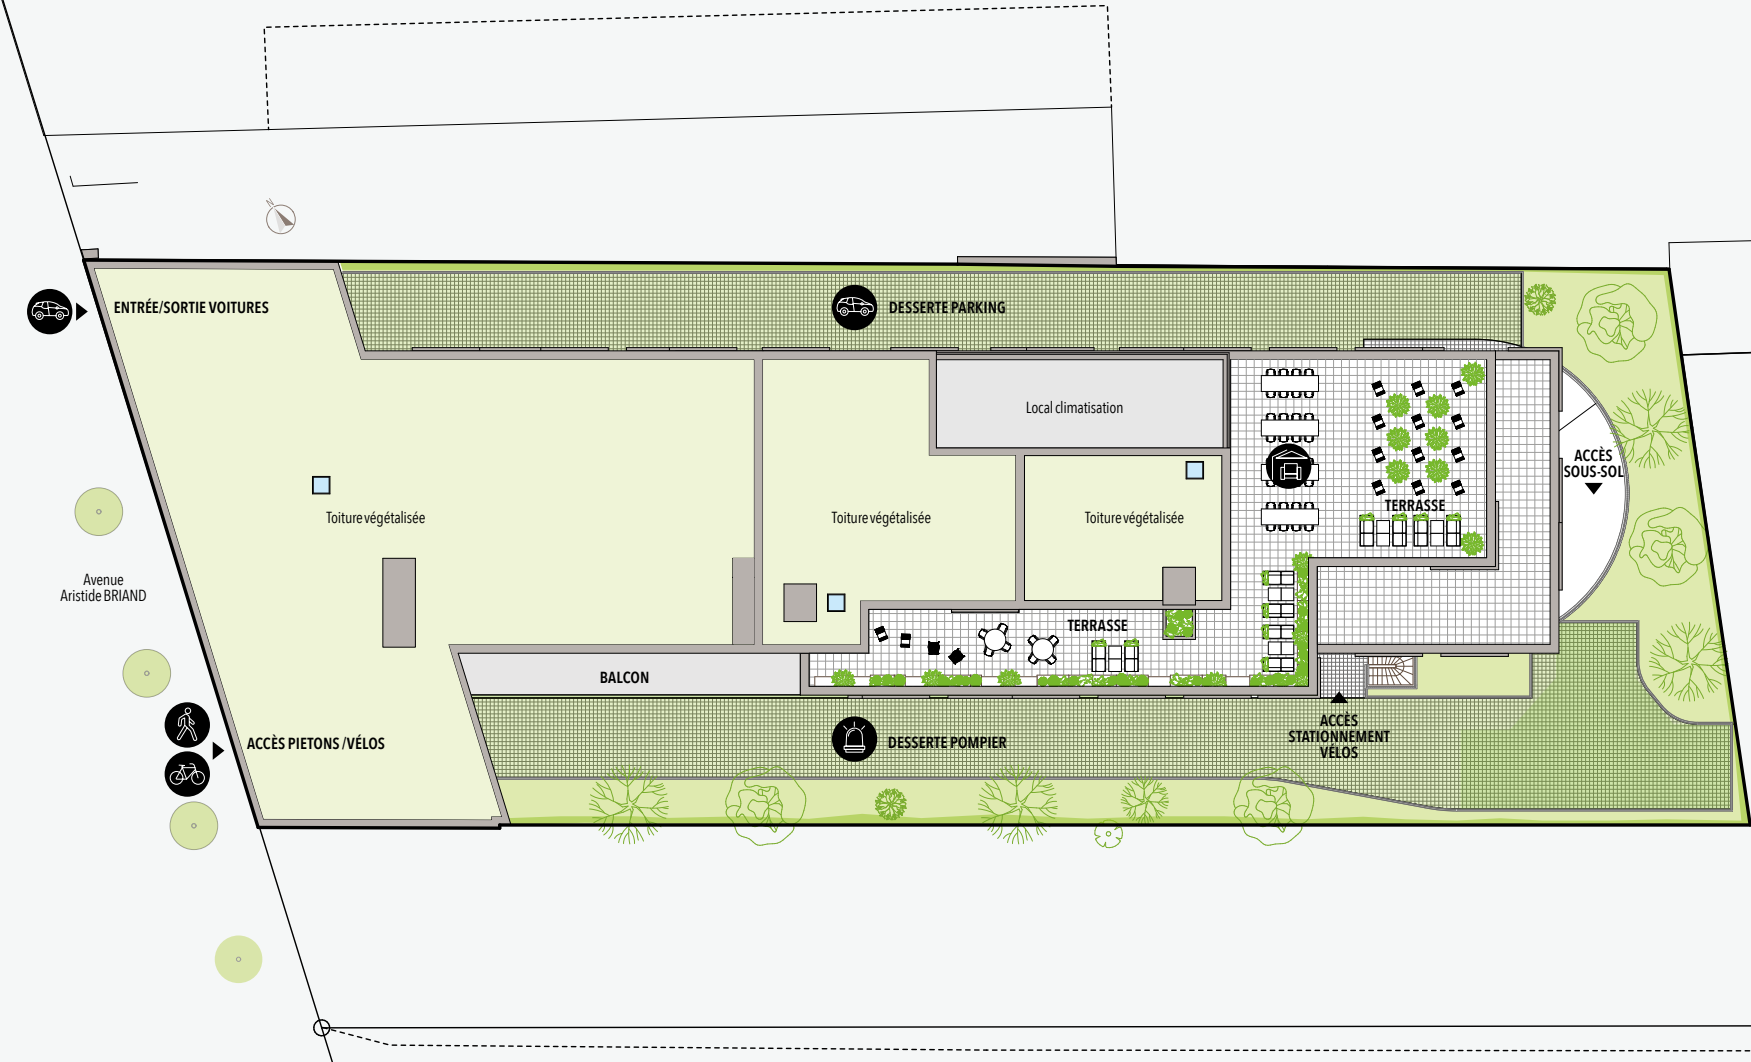 N
ENTRÉE/SORTIE VOITURES
DESSERTE PARKING
Local climatisation
ACCÈS
SOUS-SOL
TERRASSE
Toiture végétalisée
Toiture végétalisée
Toiture végétalisée
Avenue
Aristide BRIAND
TERRASSE
BALCON
ACCÈS PIETONS / VÉLOS
DESSERTE POMPIER
ACCÈS
STATIONNEMENT
VÉLOS